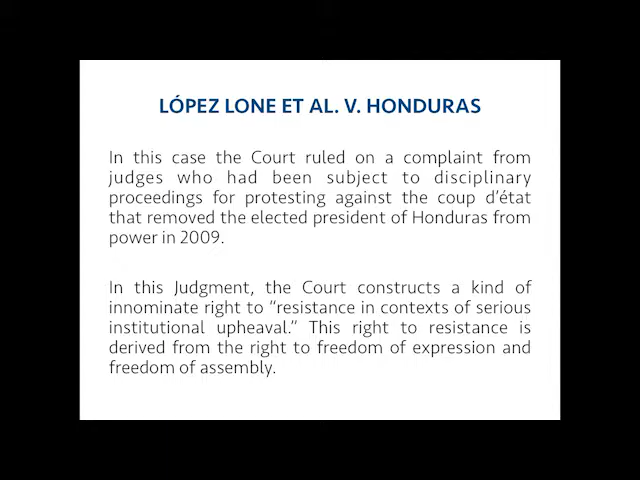 LÓPEZ LONE ET AL. V. HONDURAS
In this case the Court ruled on a complaint from
judges who had been subject to disciplinary
proceedings for protesting against the coup d’état
that removed the elected president of Honduras from
power in 2009.
In this Judgment, the Court constructs a kind of
innominate right to “resistance in contexts of serious
institutional upheaval.” This right to resistance is
derived from the right to freedom of expression and
freedom of assembly.